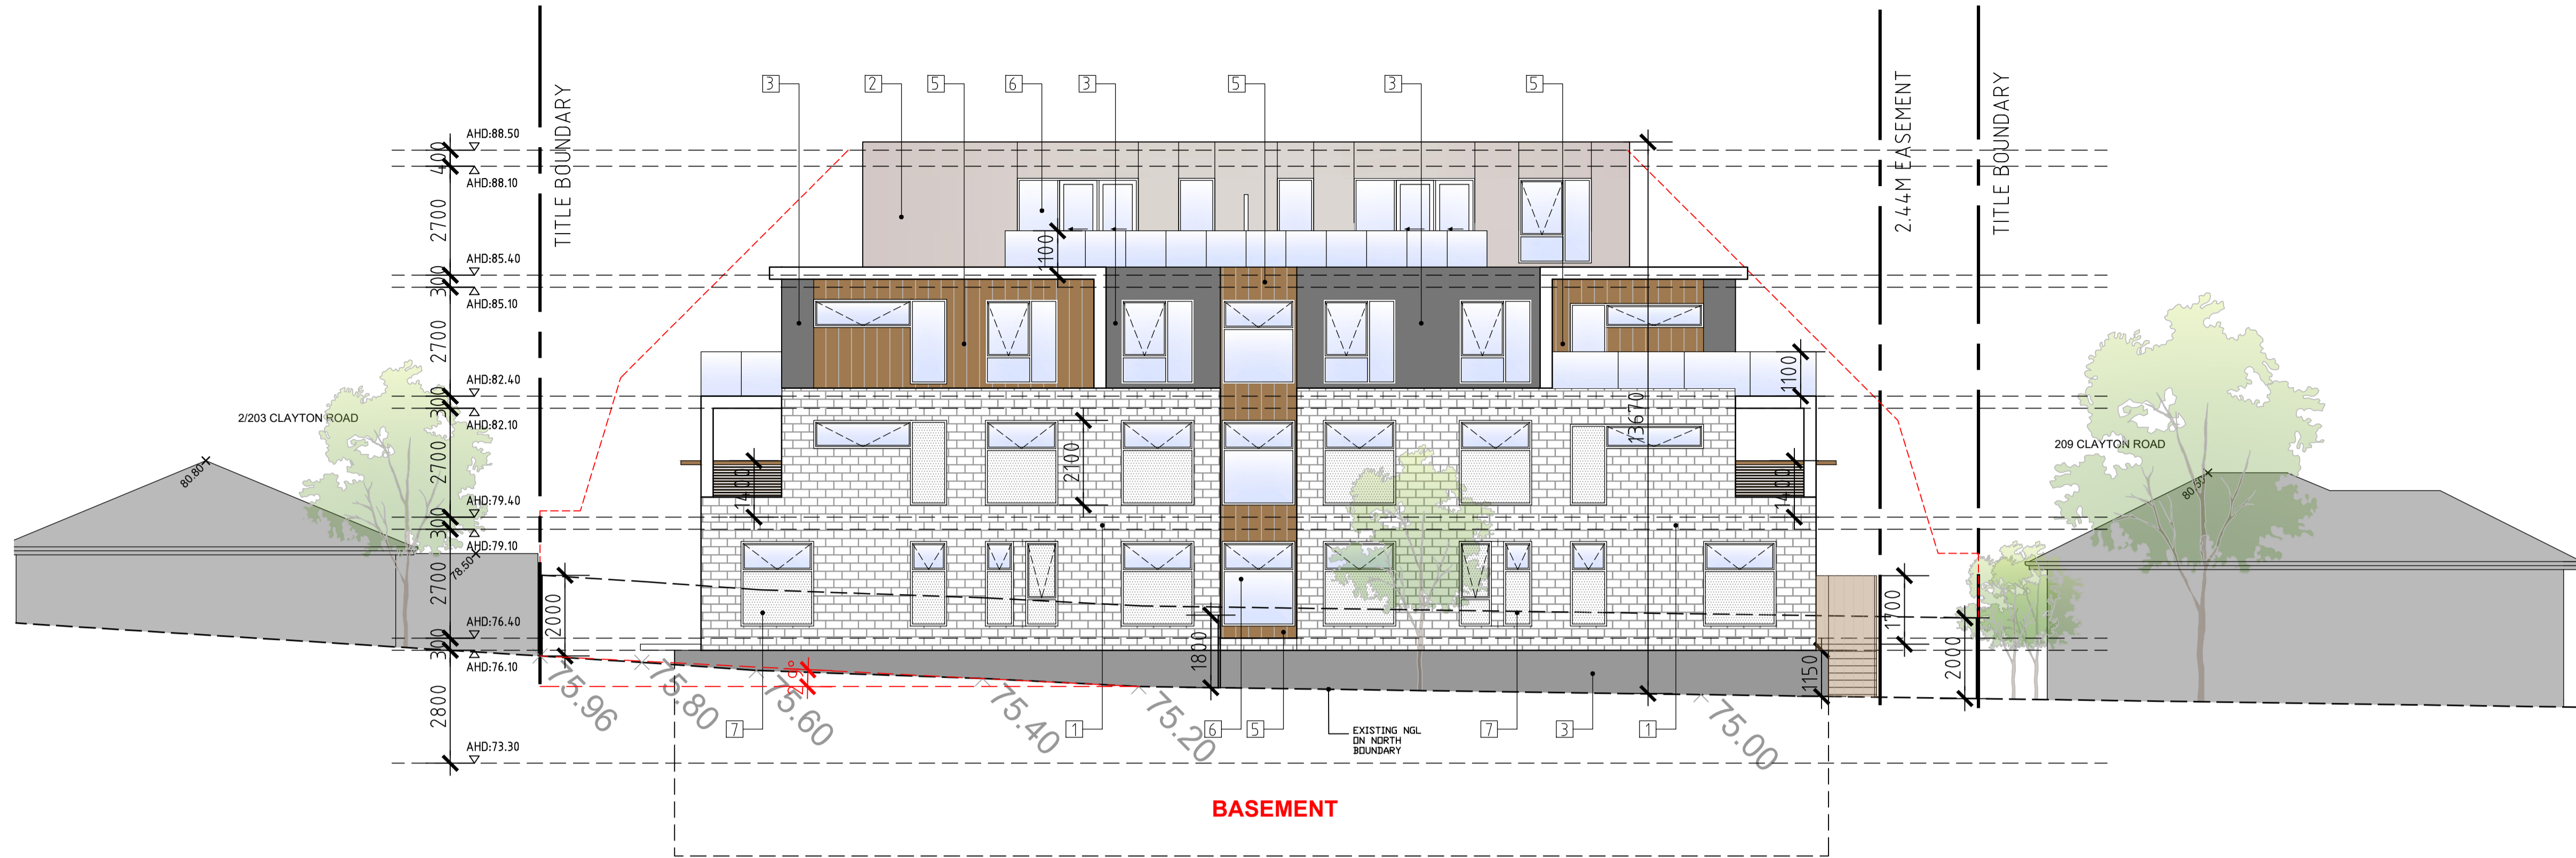 3
2
5
6
3
5
3
5
TITLE BOUNDARY
2.44M EASEMENT
TITLE BOUNDARY
AHD:88.50
400
AHD:88.10
2700
1100
AHD:85.40
300
AHD:85.10
2700
AHD:82.40
1100
300
AHD:82.10
13670
2/203 CLAYTON ROAD
209 CLAYTON ROAD
2700
2100
1400
1400
80.80
80.50
AHD:79.40
300
AHD:79.10
78.50
2700
2000
1700
AHD:76.40
1800
2000
300
AHD:76.10
1150
2.9°
2800
75.96
75.80
75.60
75.40
75.20
75.00
7
1
6
5
7
3
1
EXISTING NGL
ON NORTH
BOUNDARY
AHD:73.30
BASEMENT